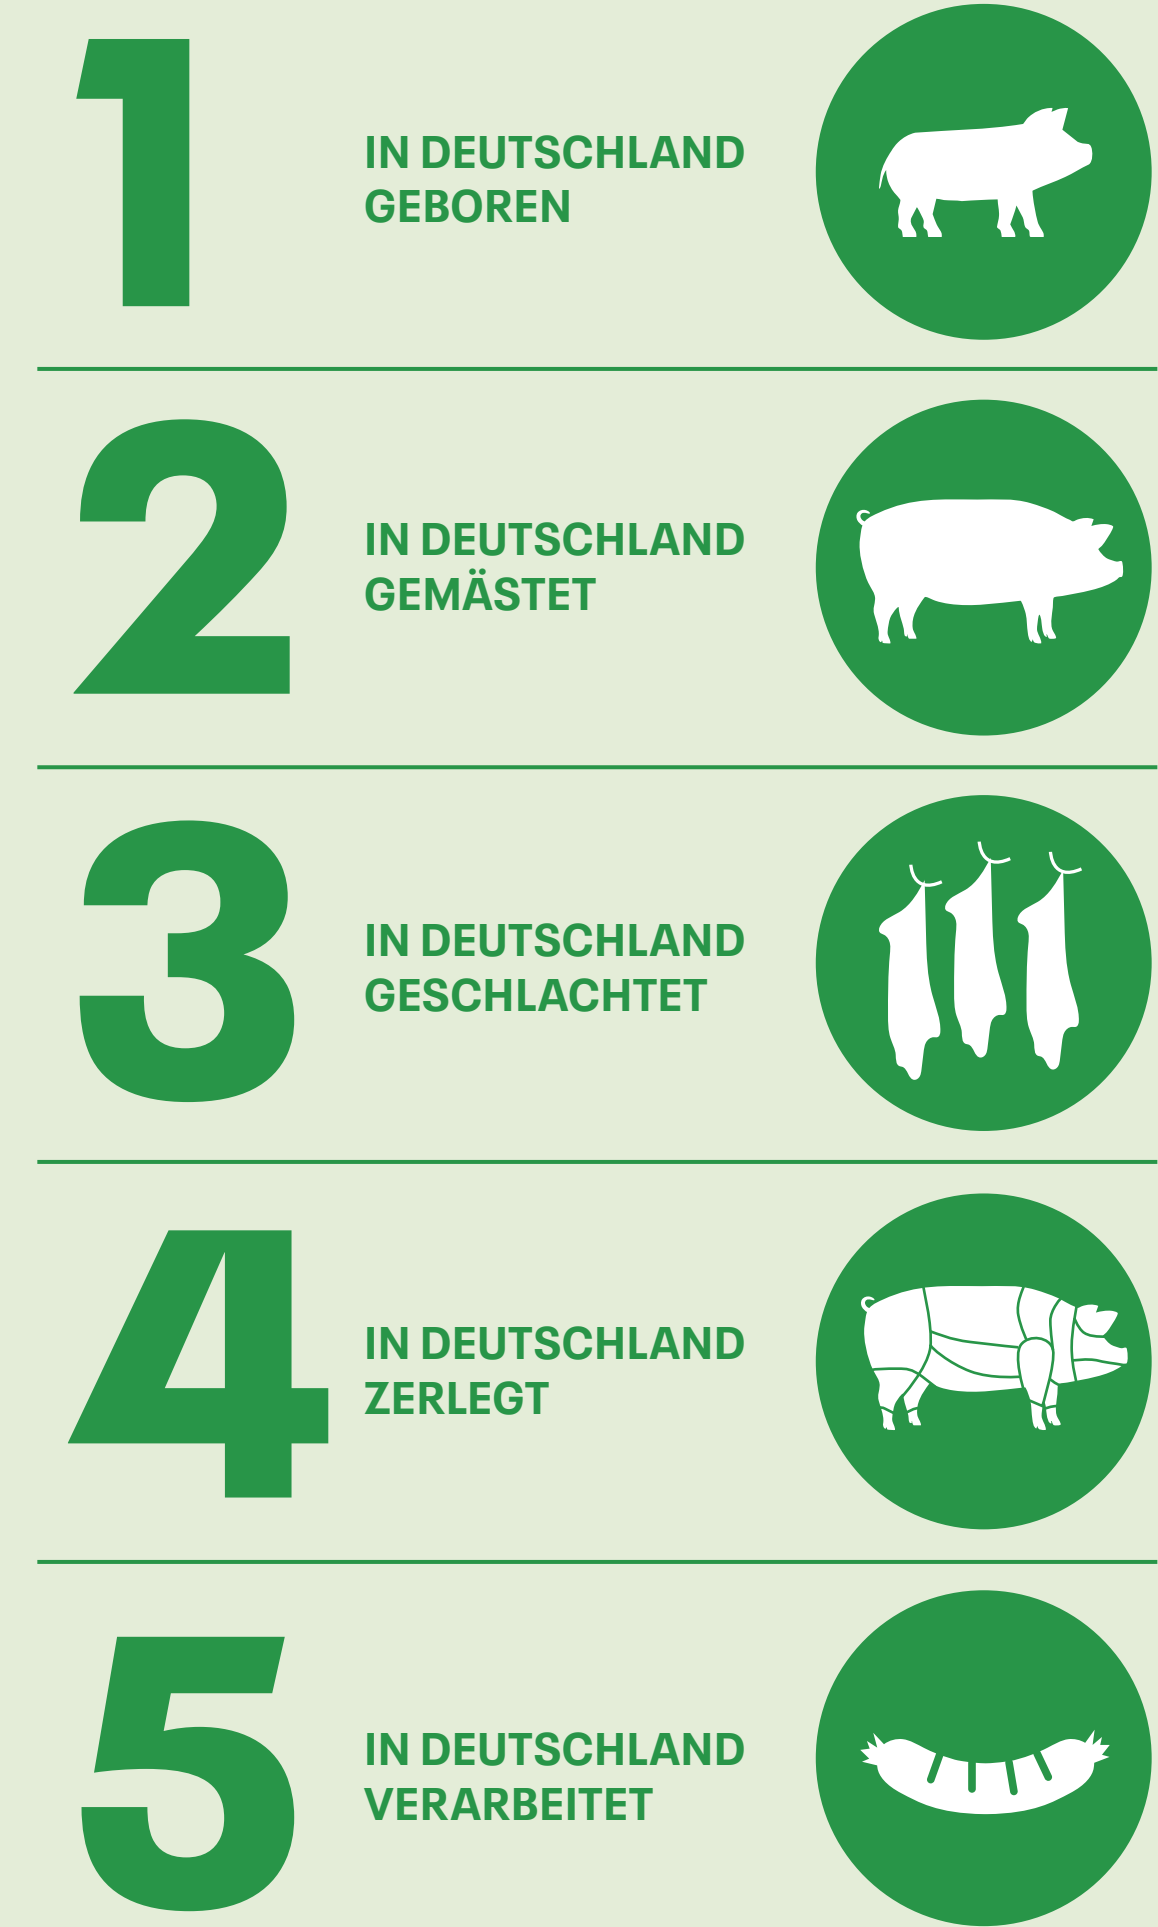 1
IN DEUTSCHLAND
GEBOREN
2
IN DEUTSCHLAND
GEMÄSTET
3
IN DEUTSCHLAND
GESCHLACHTET
4
IN DEUTSCHLAND
ZERLEGT
5
IN DEUTSCHLAND
VERARBEITET